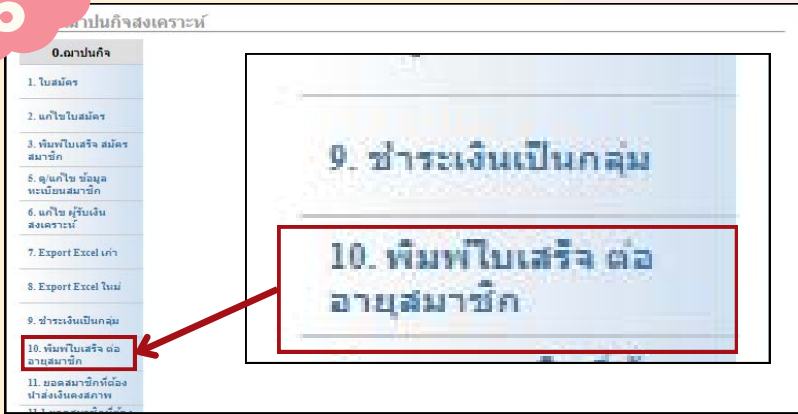 ฌาปนกิจสงเคราะห์
0.ฌาปนกิจ
1. ใบสมัคร
2. แก้ไขใบสมัคร
3. พิมพ์ใบเสร็จ สมัคร
สมาชิก
5. ดู/แก้ไข ข้อมูล
ทะเบียนสมาชิก
6. แก้ไข ผู้รับเงิน
สงเคราะห์
7. Export Excel เก่า
8. Export Excel ใหม่
9. ชำระเงินเป็นกลุ่ม
10. พิมพ์ใบเสร็จ ต่อ
อายุสมาชิก
11. ยอดสมาชิกที่ต้อง
นำส่งเงินคงสภาพ
9. ชำระเงินเป็นกลุ่ม
10. พิมพ์ใบเสร็จ ต่อ
อายุสมาชิก